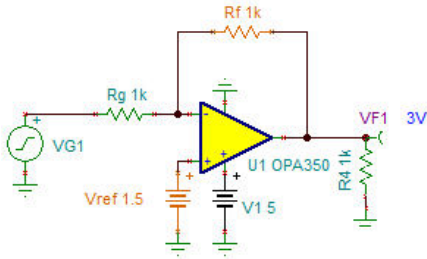 Rf 1k
Rg 1k
VF1 3V
VG1
U1 OPA350
R4 1k
Vref 1.5
V1 5